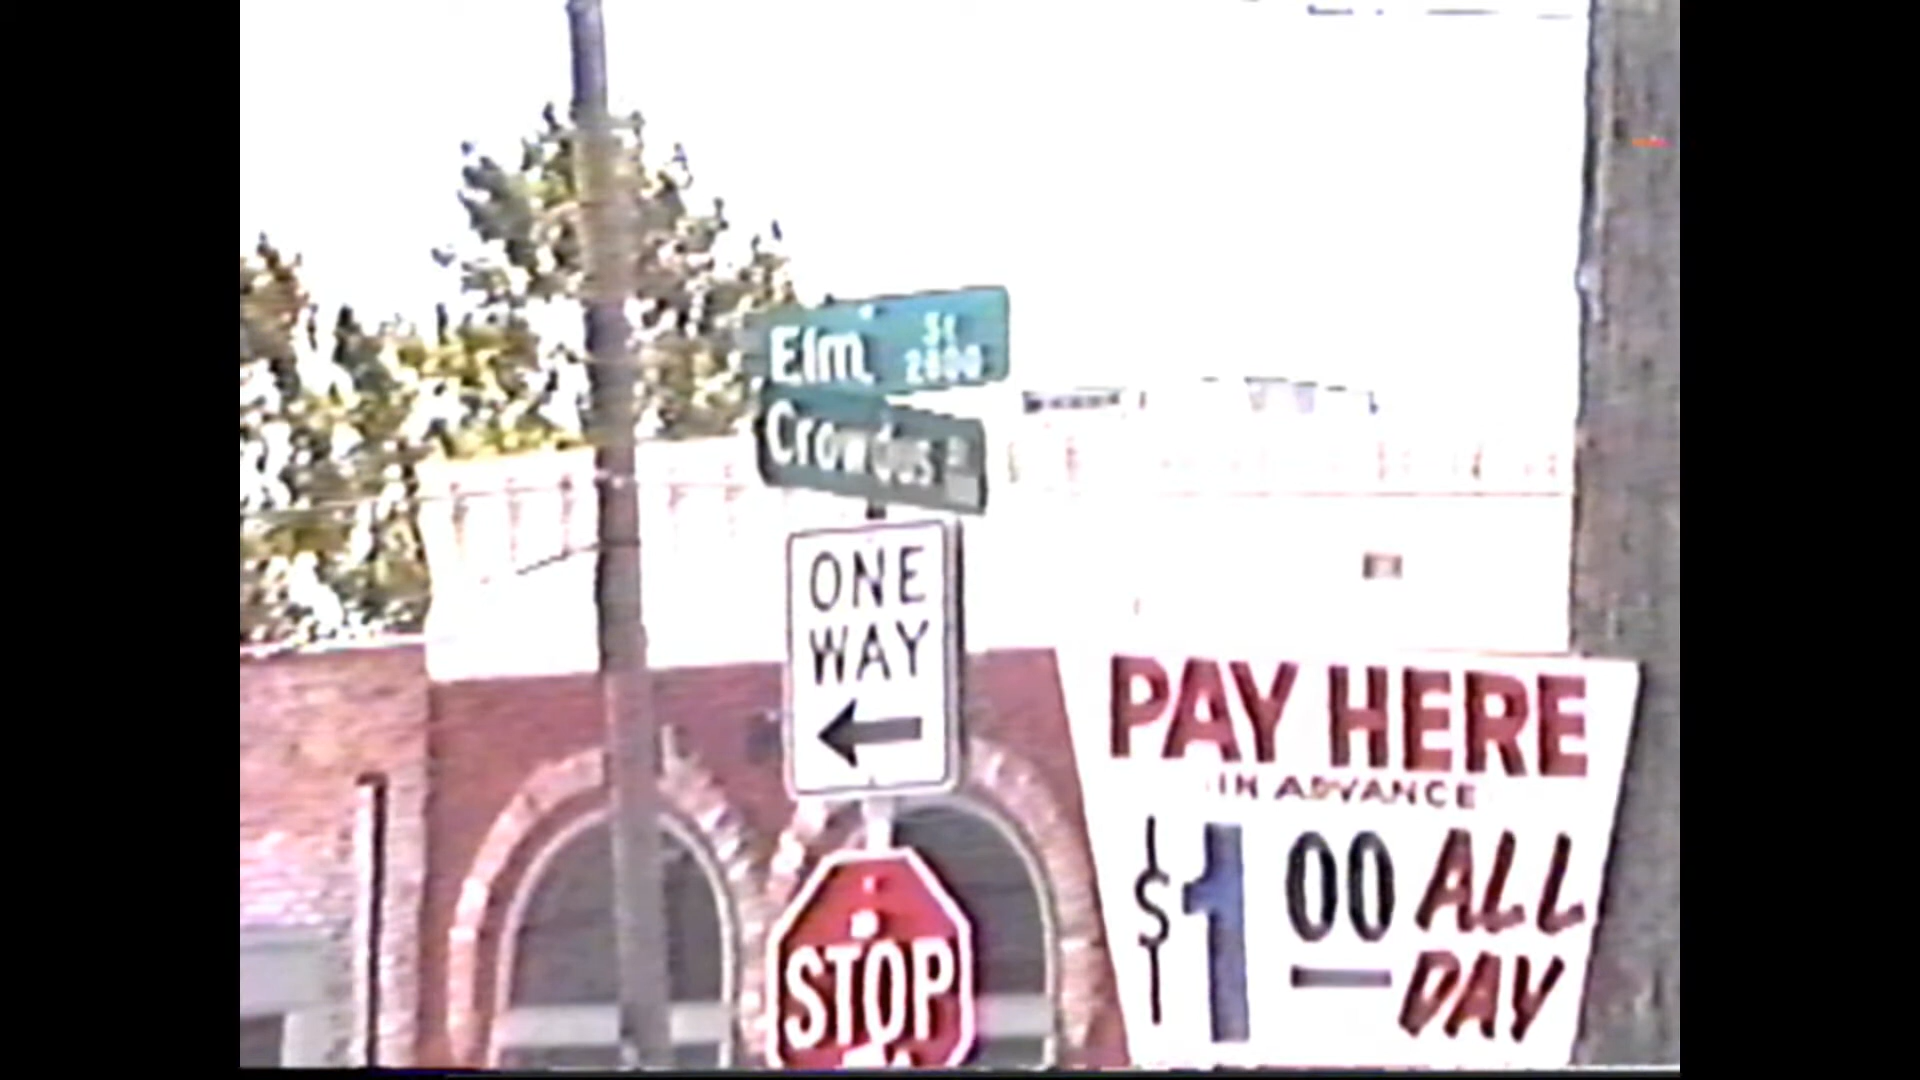 Elm St
2800
Crowdus
ONE
WAY
STOP
PAY HERE
IN ADVANCE
$1 00 ALL
DAY